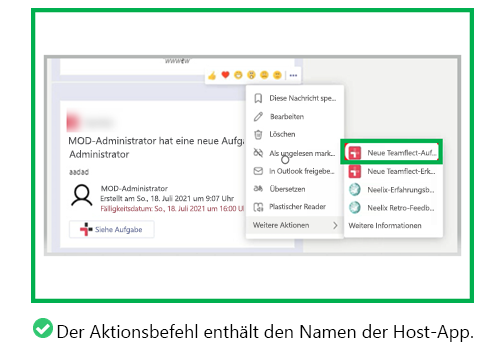 Diese Nachricht spe...
Bearbeiten
MOD-Administrator hat eine neue Aufg
Administrator
Löschen
Als ungelesen mark...
Neue Teamflect-Auf...
aadad
In Outlook freigebe...
Neue Teamflect-Erk...
MOD-Administrator
Erstellt am So., 18. Juli 2021 um 9:07 Uhr
Fälligkeitsdatum: So., 18. Juli 2021 um 16:00 U
Übersetzen
Neelix-Erfahrungsb...
Plastischer Reader
Neelix Retro-Feedb...
Siehe Aufgabe
Weitere Aktionen
Weitere Informationen
Der Aktionsbefehl enthält den Namen der Host-App.